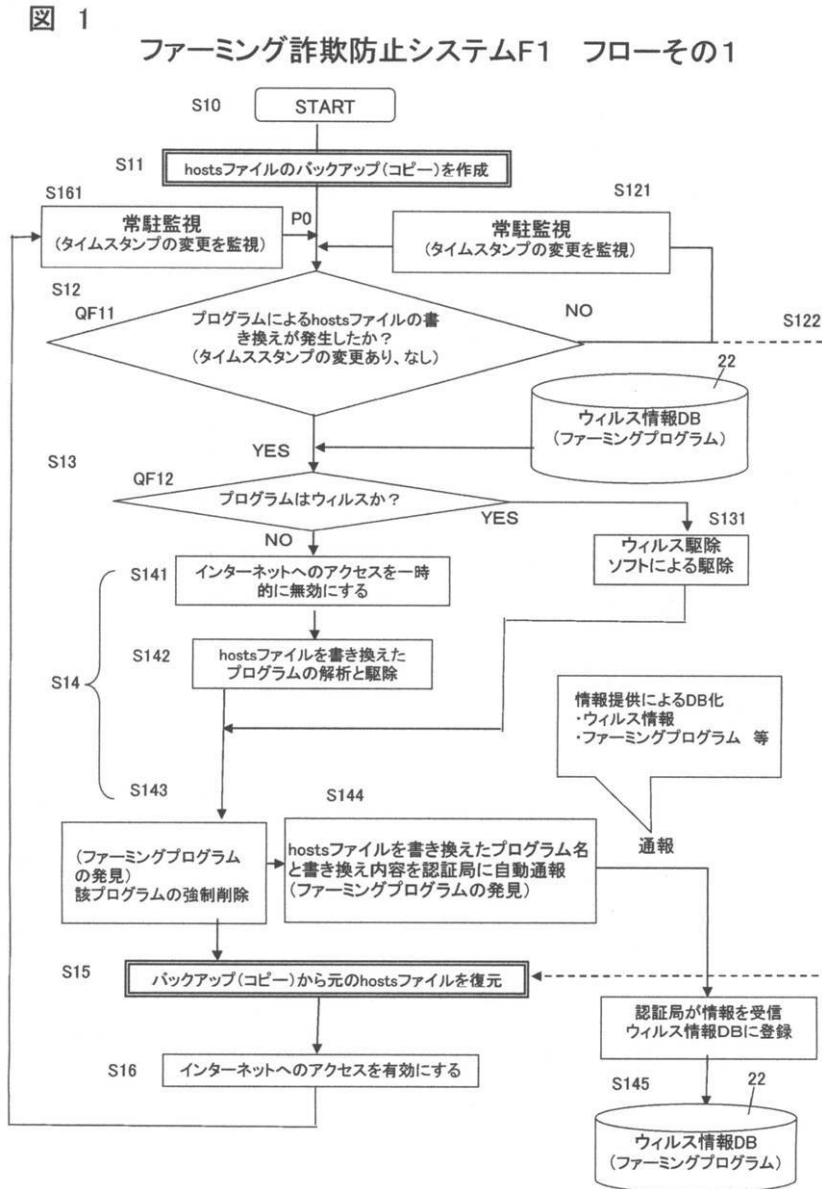 図 1
ファーミング詐欺防止システムF1 フローその1
S10
START
S11
hostsファイルのバックアップ(コピー)を作成
S161
常駐監視
(タイムスタンプの変更を監視)
P0
S121
常駐監視
(タイムスタンプの変更を監視)
S12
QF11
プログラムによるhostsファイルの書
き換えが発生したか?
(タイムススタンプの変更あり、なし)
NO
S122
22
ウィルス情報DB
(ファーミングプログラム)
YES
S13
QF12
プログラムはウィルスか?
YES
NO
S131
ウィルス駆除
ソフトによる駆除
S141
インターネットへのアクセスを一時
的に無効にする
S142
hostsファイルを書き換えた
プログラムの解析と駆除
S14
情報提供によるDB化
・ウィルス情報
・ファーミングプログラム 等
S143
S144
通報
(ファーミングプログラム
の発見)
該プログラムの強制削除
hostsファイルを書き換えたプログラム名
と書き換え内容を認証局に自動通報
(ファーミングプログラムの発見)
S15
バックアップ(コピー)から元のhostsファイルを復元
認証局が情報を受信
ウィルス情報DBに登録
S16
インターネットへのアクセスを有効にする
S145
22
ウィルス情報DB
(ファーミングプログラム)